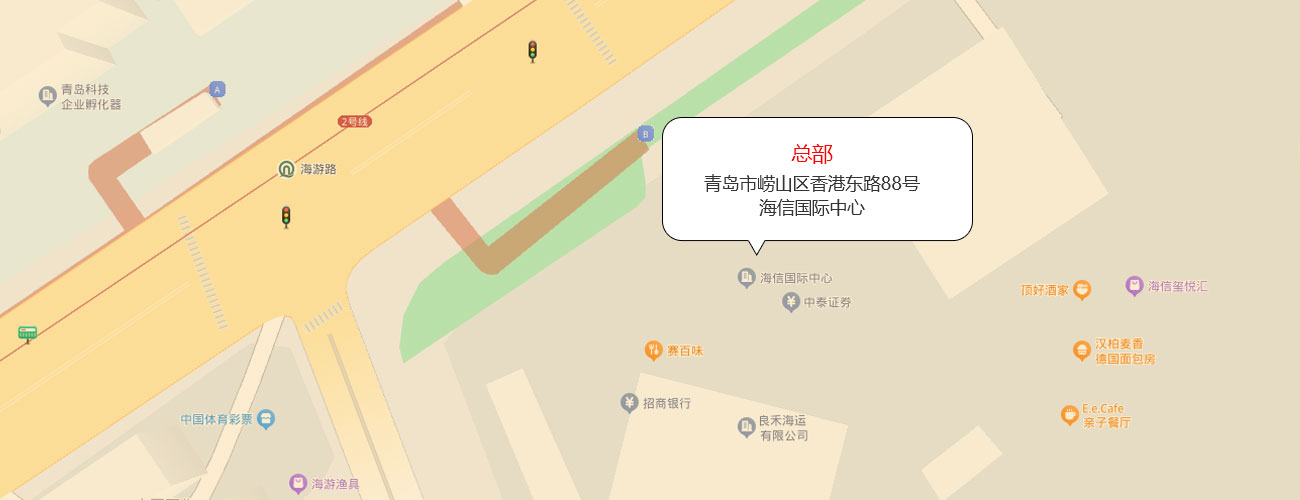 青岛科技
企业孵化器
A
2号线
海游路
B
总部
青岛市崂山区香港东路88号
海信国际中心
海信国际中心
中泰证券
顶好酒家
海信玺悦汇
赛百味
汉柏麦香
德国面包房
招商银行
中国体育彩票
良禾海运
有限公司
E.e.Cafe
亲子餐厅
海游渔具